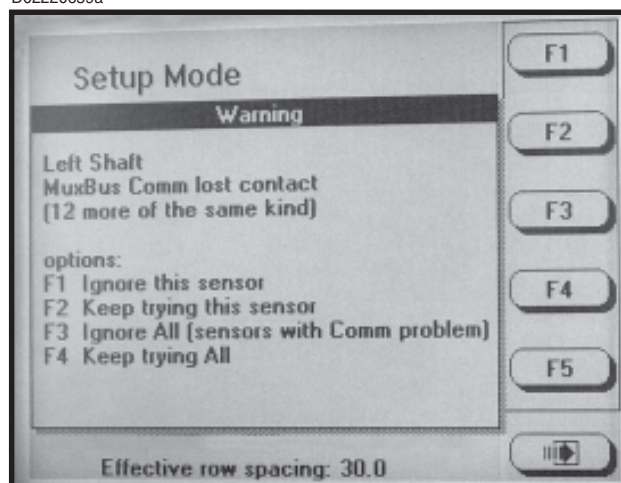 Setup Mode
Warning
Left Shaft
MuxBus Comm lost contact
(12 more of the same kind)
options:
F1 Ignore this sensor
F2 Keep trying this sensor
F3 Ignore All (sensors with Comm problem)
F4 Keep trying All
Effective row spacing: 30.0
F1
F2
F3
F4
F5